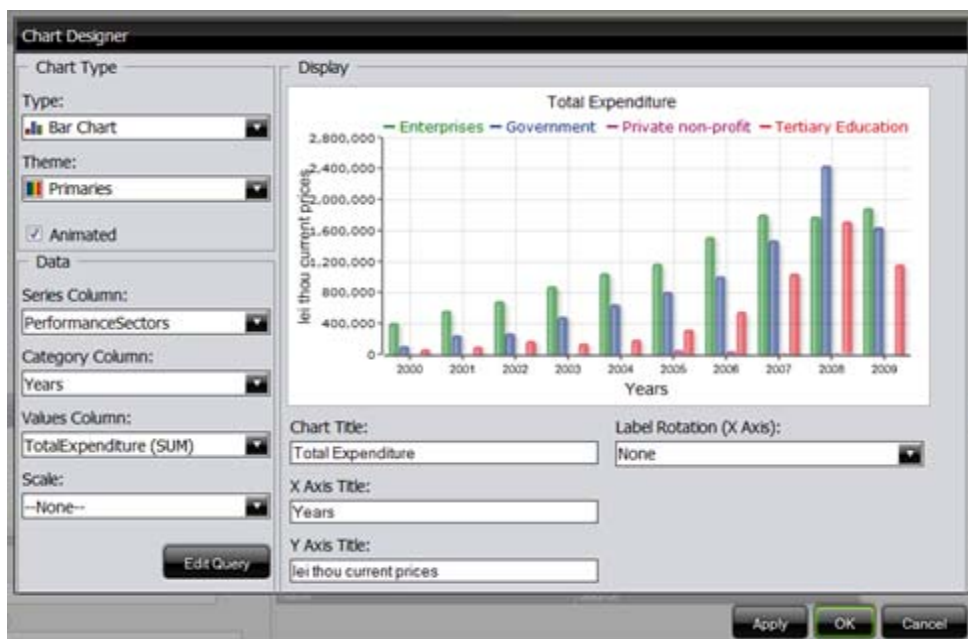 Chart Designer
Chart Type
Type:
Bar Chart
Theme:
Primaries
Animated
Data
Series Column:
PerformanceSectors
Category Column:
Years
Values Column:
TotalExpenditure (SUM)
Scale:
--None--
Edit Query
Display
Total Expenditure
Enterprises Government Private non-profit Tertiary Education
lei thou current prices
2,800,000
2,400,000
2,000,000
1,600,000
1,200,000
800,000
400,000
0
2000 2001 2002 2003 2004 2005 2006 2007 2008 2009
Years
Chart Title:
Total Expenditure
Label Rotation (X Axis):
None
X Axis Title:
Years
Y Axis Title:
lei thou current prices
Apply OK Cancel